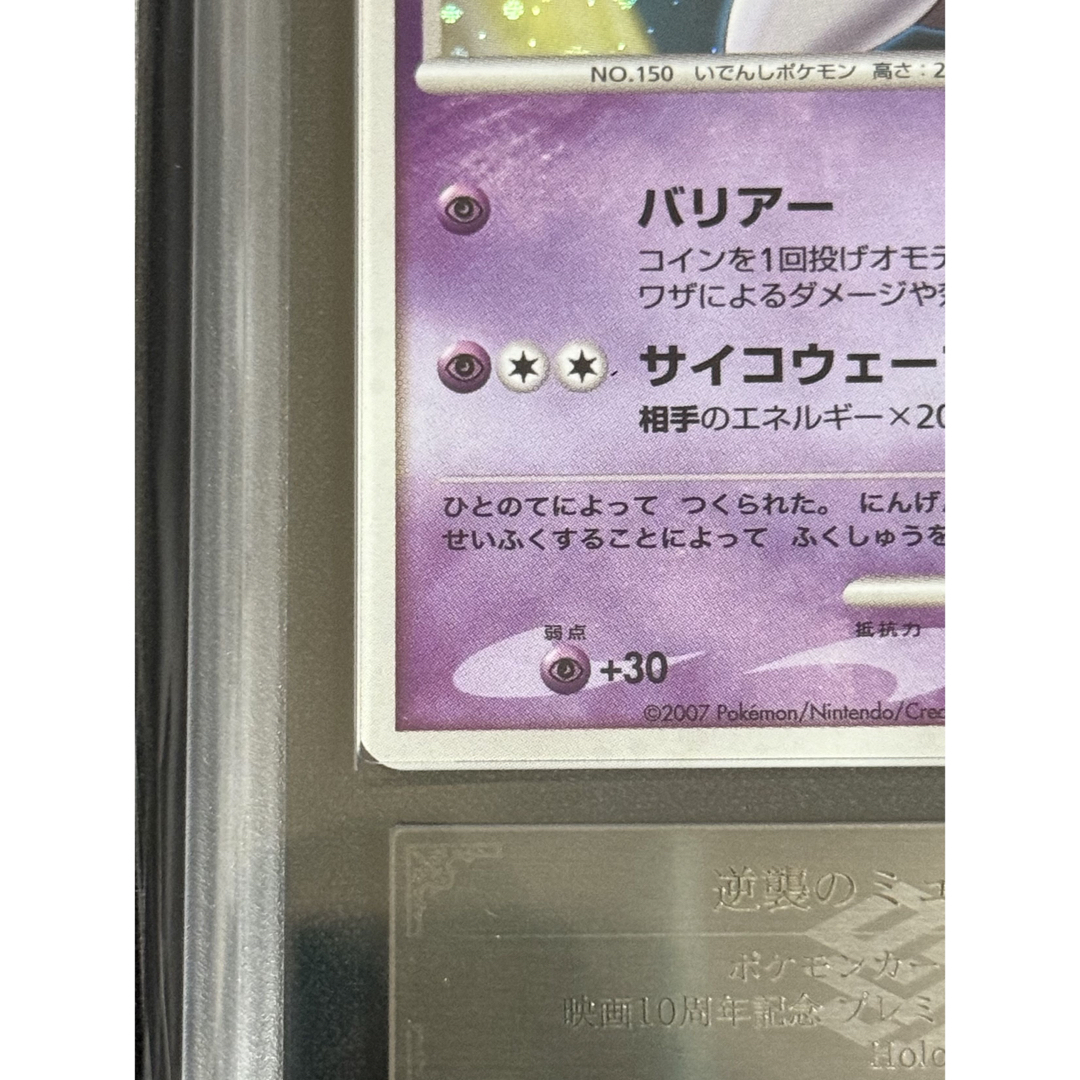 NO.150 いでんしポケモン 高さ：2
バリアー
コインを1回投げオモテ
ワザによるダメージや
サイコウェー
相手のエネルギー×20
ひとのてによって つくられた。 にんげん
せいふくすることによって ふくしゅうを
弱点
抵抗力
+30
©2007 Pokémon/Nintendo/Crea
逆襲のミュ
ポケモンカー
映画10周年記念 プレミ
Holo